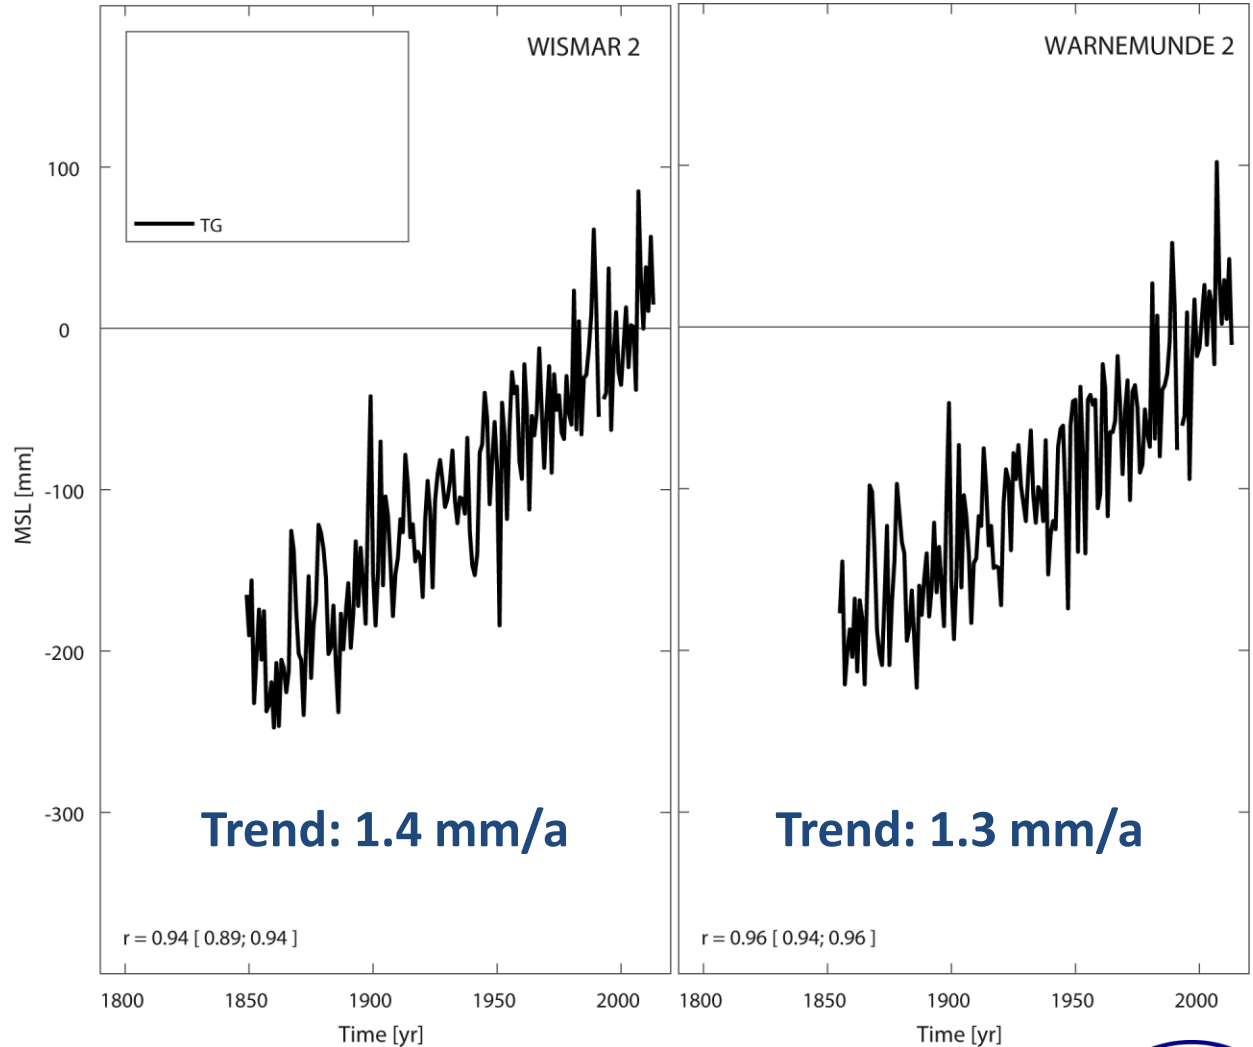 WISMAR 2
WARNEMUNDE 2
TG
MSL [mm]
100
0
-100
-200
-300
Trend: 1.4 mm/a
Trend: 1.3 mm/a
r = 0.94 [ 0.89; 0.94 ]
r = 0.96 [ 0.94; 0.96 ]
1800 1850 1900 1950 2000
1800 1850 1900 1950 2000
Time [yr]
Time [yr]